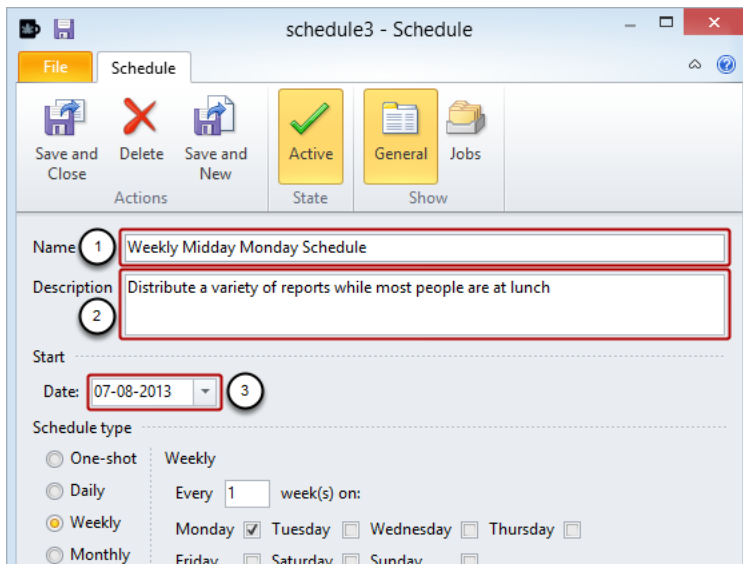 schedule3 - Schedule
File Schedule
Save and Close Delete Save and New Active General Jobs
Actions State Show
Name 1 Weekly Midday Monday Schedule
Description Distribute a variety of reports while most people are at lunch
2
Start
Date: 07-08-2013 3
Schedule type
One-shot Weekly
Daily Every 1 week(s) on:
Weekly Monday Tuesday Wednesday Thursday
Monthly Friday Saturday Sunday